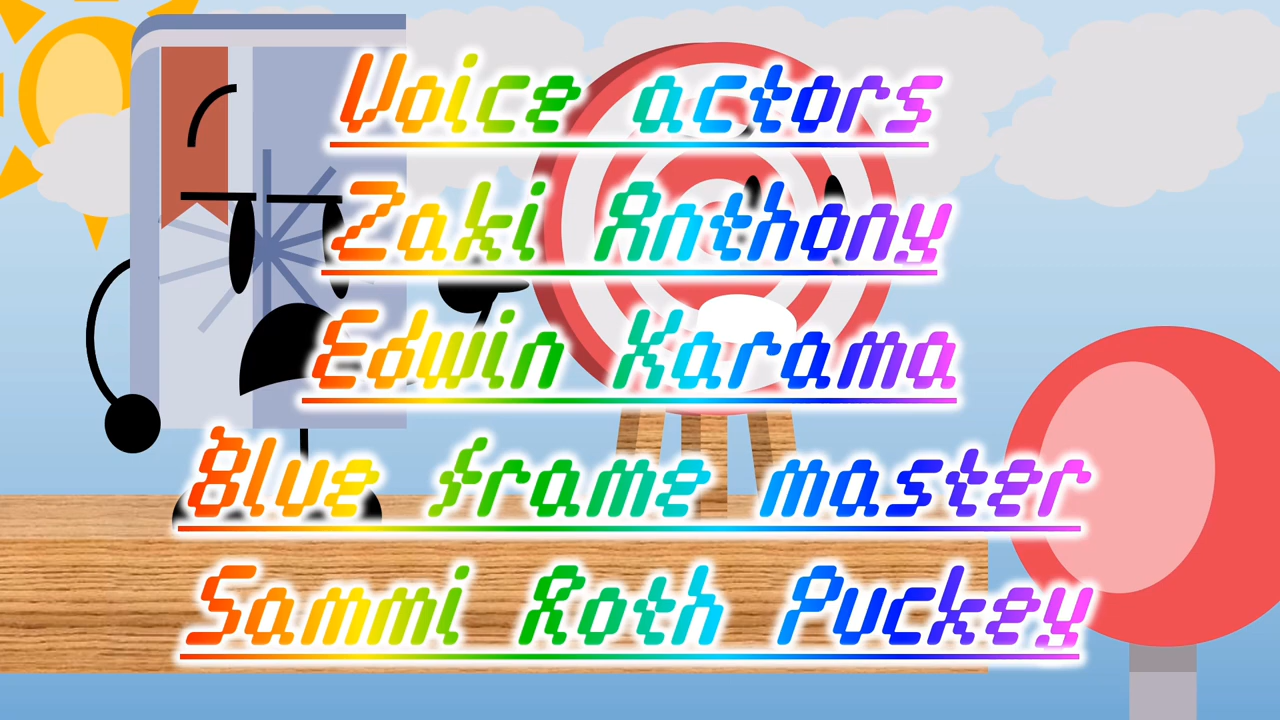 Voice actors
Zaki Anthony
Edwin Karama
Blue frame master
Sammi Roth Puckey